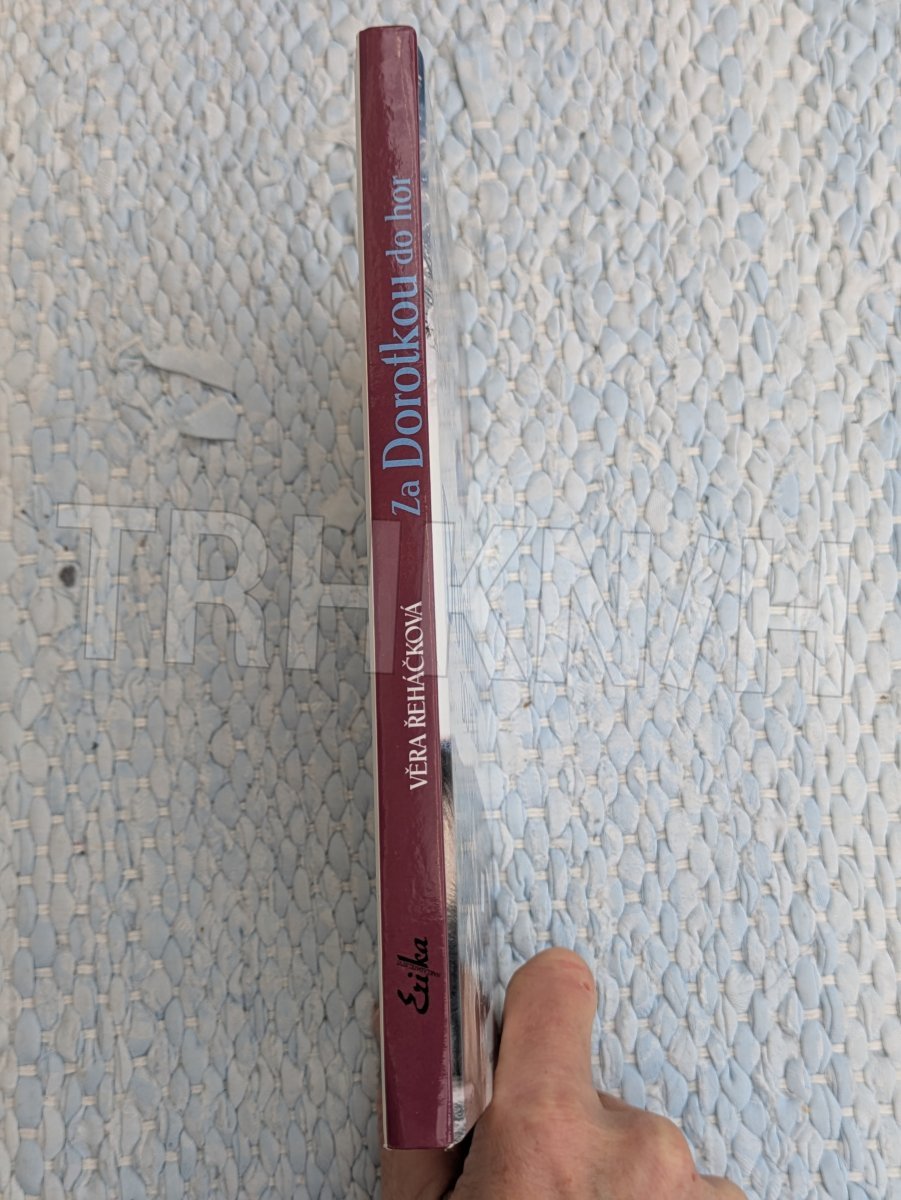 Za Dorotkou do hor
VĚRA ŘEHÁČKOVÁ
Erika
TRH KNIH